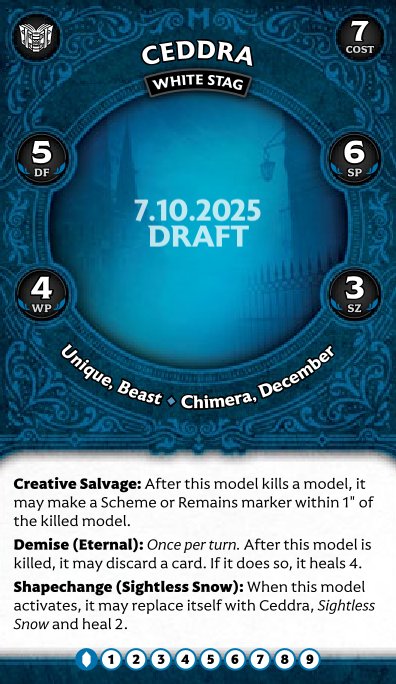 7
COST
CEDDRA
WHITE STAG
5
DF
6
SP
7.10.2025
DRAFT
4
WP
3
SZ
Unique, Beast ◆ Chimera, December
Creative Salvage: After this model kills a model, it
may make a Scheme or Remains marker within 1" of
the killed model.
Demise (Eternal): Once per turn. After this model is
killed, it may discard a card. If it does so, it heals 4.
Shapechange (Sightless Snow): When this model
activates, it may replace itself with Ceddra, Sightless
Snow and heal 2.
1 2 3 4 5 6 7 8 9